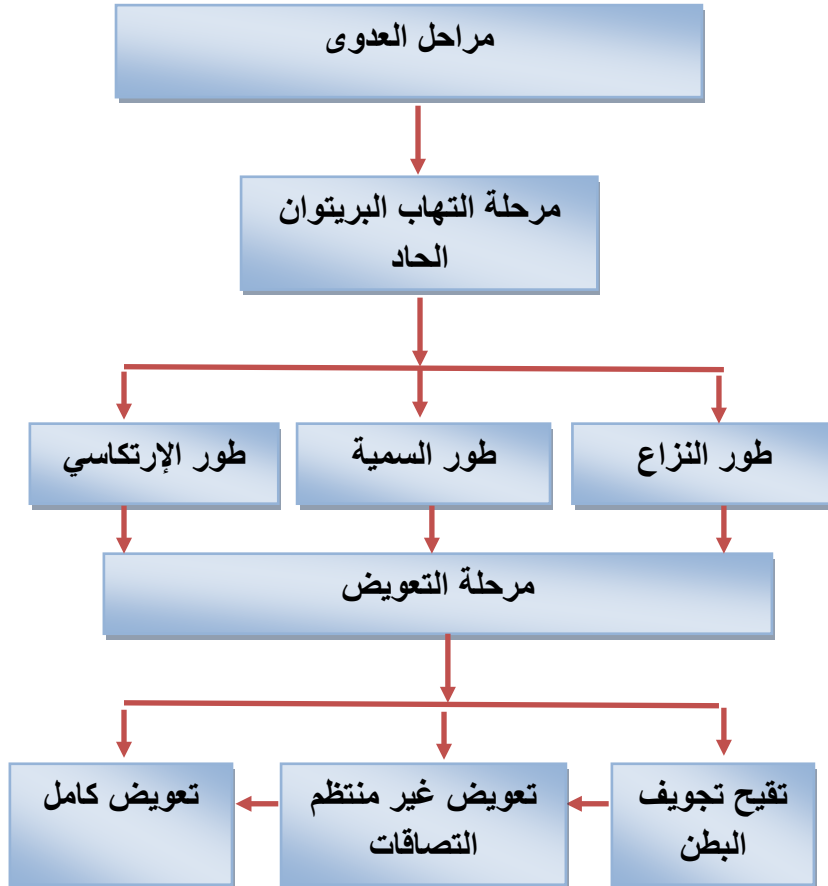 مراحل العدوى
مرحلة التهاب البريتوان
الحاد
طور النزاع
طور السمية
طور الإرتكاسي
مرحلة التعويض
تقيح تجويف
البطن
تعويض غير منتظم
التصاقات
تعويض كامل